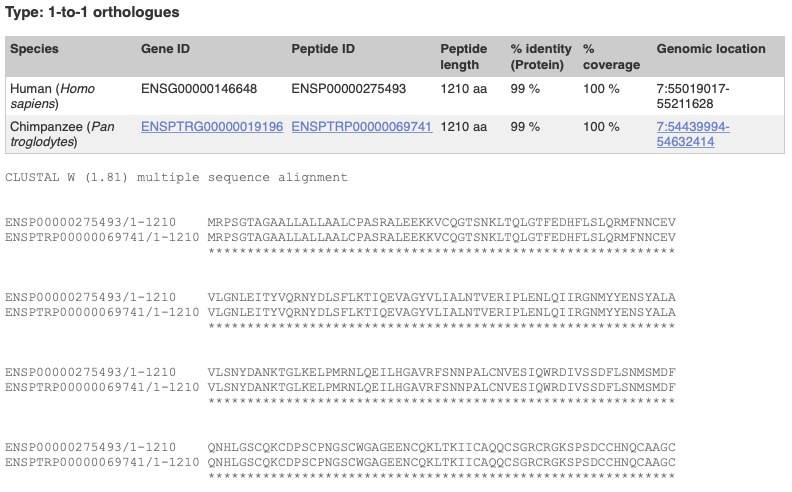 Type: 1-to-1 orthologues
Species Gene ID Peptide ID Peptide length % identity (Protein) % coverage Genomic location
Human (Homo sapiens) ENSG00000146648 ENSP00000275493 1210 aa 99 % 100 % 7:55019017-55211628
Chimpanzee (Pan troglodytes) ENSPTRG00000019196 ENSPTRP00000069741 1210 aa 99 % 100 % 7:54439994-54632414
CLUSTAL W (1.81) multiple sequence alignment
ENSP00000275493/1-1210 MRPSGTAGAALLALLAALCPASRALEEKKVCQGTSNKLTQLGTFEDHFLSLQRMFNNCEV
ENSPTRP00000069741/1-1210 MRPSGTAGAALLALLAALCPASRALEEKKVCQGTSNKLTQLGTFEDHFLSLQRMFNNCEV
************************************************************
ENSP00000275493/1-1210 VLGNLEITYVQRNYDLSFLKTIQEVAGYVLIALNTVERIPLENLQIIRGNMYYENSYALA
ENSPTRP00000069741/1-1210 VLGNLEITYVQRNYDLSFLKTIQEVAGYVLIALNTVERIPLENLQIIRGNMYYENSYALA
************************************************************
ENSP00000275493/1-1210 VLSNYDANKTGLKELPMRNLQEILHGAVRFSNNPALCNVESIQWRDIVSSDFLSNMSMDF
ENSPTRP00000069741/1-1210 VLSNYDANKTGLKELPMRNLQEILHGAVRFSNNPALCNVESIQWRDIVSSDFLSNMSMDF
************************************************************
ENSP00000275493/1-1210 QNHLGSCQKCDPSCPNGSCWGAGEENCQKLTKIICAQQCSGRCRGKSPSDCCHNQCAAGC
ENSPTRP00000069741/1-1210 QNHLGSCQKCDPSCPNGSCWGAGEENCQKLTKIICAQQCSGRCRGKSPSDCCHNQCAAGC
************************************************************